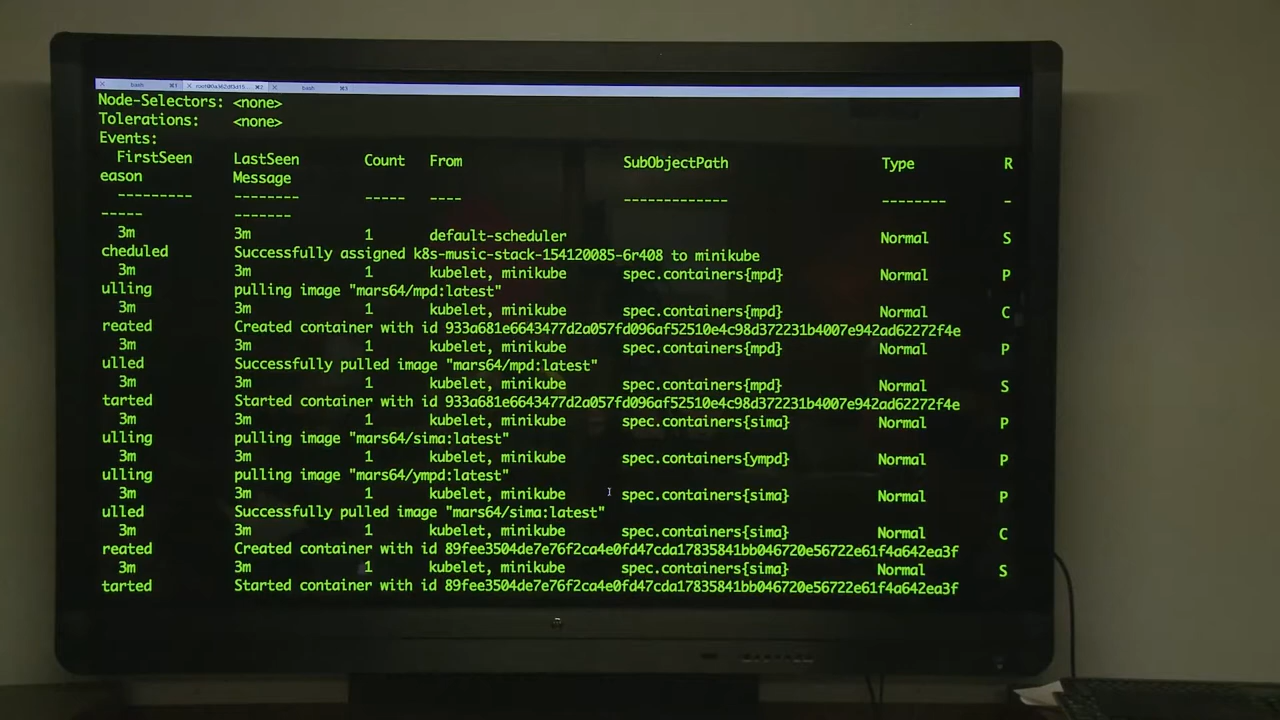 bash ⌘1 root@0a362df3d15... ⌘2 bash ⌘3
Node-Selectors: <none>
Tolerations: <none>
Events:
FirstSeen LastSeen Count From SubObjectPath Type R
eason Message
--------- -------- ----- ---- ------------- -------- -
----- -------
3m 3m 1 default-scheduler Normal S
cheduled Successfully assigned k8s-music-stack-154120085-6r408 to minikube
3m 3m 1 kubelet, minikube spec.containers{mpd} Normal P
ulling pulling image "mars64/mpd:latest"
3m 3m 1 kubelet, minikube spec.containers{mpd} Normal C
reated Created container with id 933a681e6643477d2a057fd096af52510e4c98d372231b4007e942ad62272f4e
3m 3m 1 kubelet, minikube spec.containers{mpd} Normal P
ulled Successfully pulled image "mars64/mpd:latest"
3m 3m 1 kubelet, minikube spec.containers{mpd} Normal S
tarted Started container with id 933a681e6643477d2a057fd096af52510e4c98d372231b4007e942ad62272f4e
3m 3m 1 kubelet, minikube spec.containers{sima} Normal P
ulling pulling image "mars64/sima:latest"
3m 3m 1 kubelet, minikube spec.containers{ympd} Normal P
ulling pulling image "mars64/ympd:latest"
3m 3m 1 kubelet, minikube spec.containers{sima} Normal P
ulled Successfully pulled image "mars64/sima:latest"
3m 3m 1 kubelet, minikube spec.containers{sima} Normal C
reated Created container with id 89fee3504de7e76f2ca4e0fd47cda17835841bb046720e56722e61f4a642ea3f
3m 3m 1 kubelet, minikube spec.containers{sima} Normal S
tarted Started container with id 89fee3504de7e76f2ca4e0fd47cda17835841bb046720e56722e61f4a642ea3f